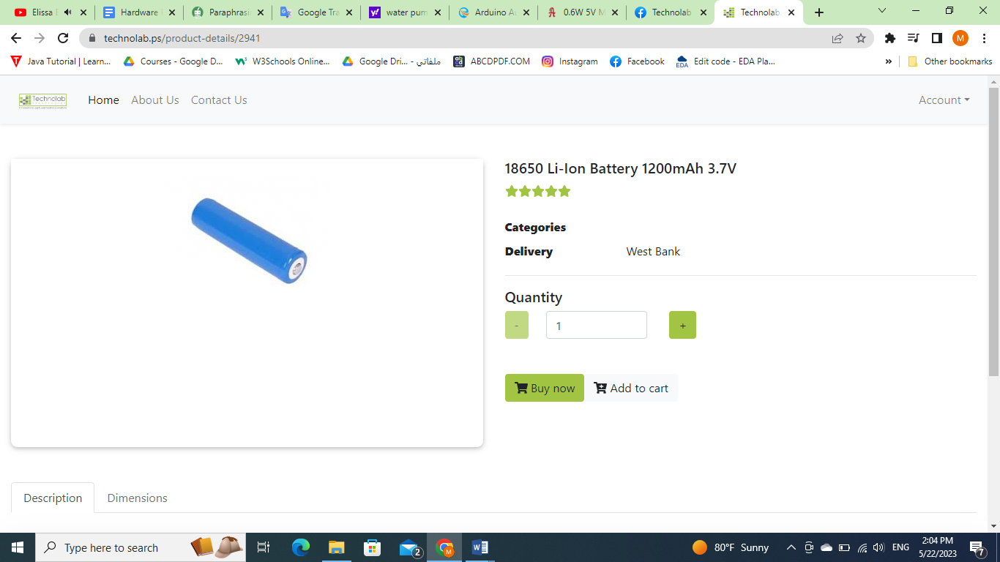 Elissa
Hardware
Paraphrasi
Google Tra
water pum
Arduino Au
0.6W 5V M
Technolab
Technolab
technolab.ps/product-details/2941
M
Java Tutorial | Learn...
Courses - Google D...
W3Schools Online...
Google Dri... - ملفاتي
ABCDPDF.COM
Instagram
Facebook
EDA
Edit code - EDA Pla...
»
Other bookmarks
Technolab
Home
About Us
Contact Us
Account
18650 Li-Ion Battery 1200mAh 3.7V
Categories
Delivery West Bank
Quantity
- 1 +
Buy now
Add to cart
Description
Dimensions
Type here to search
2
M
W
80°F Sunny
ENG
2:04 PM
5/22/2023
7